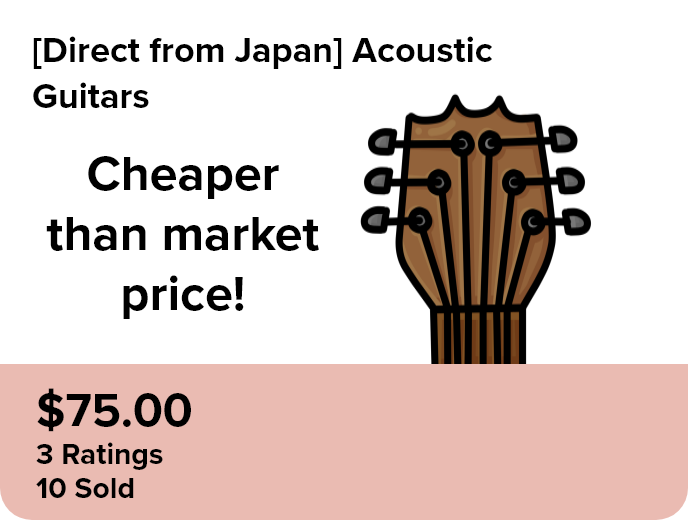 [Direct from Japan] Acoustic
Guitars
Cheaper
than market
price!
$75.00
3 Ratings
10 Sold